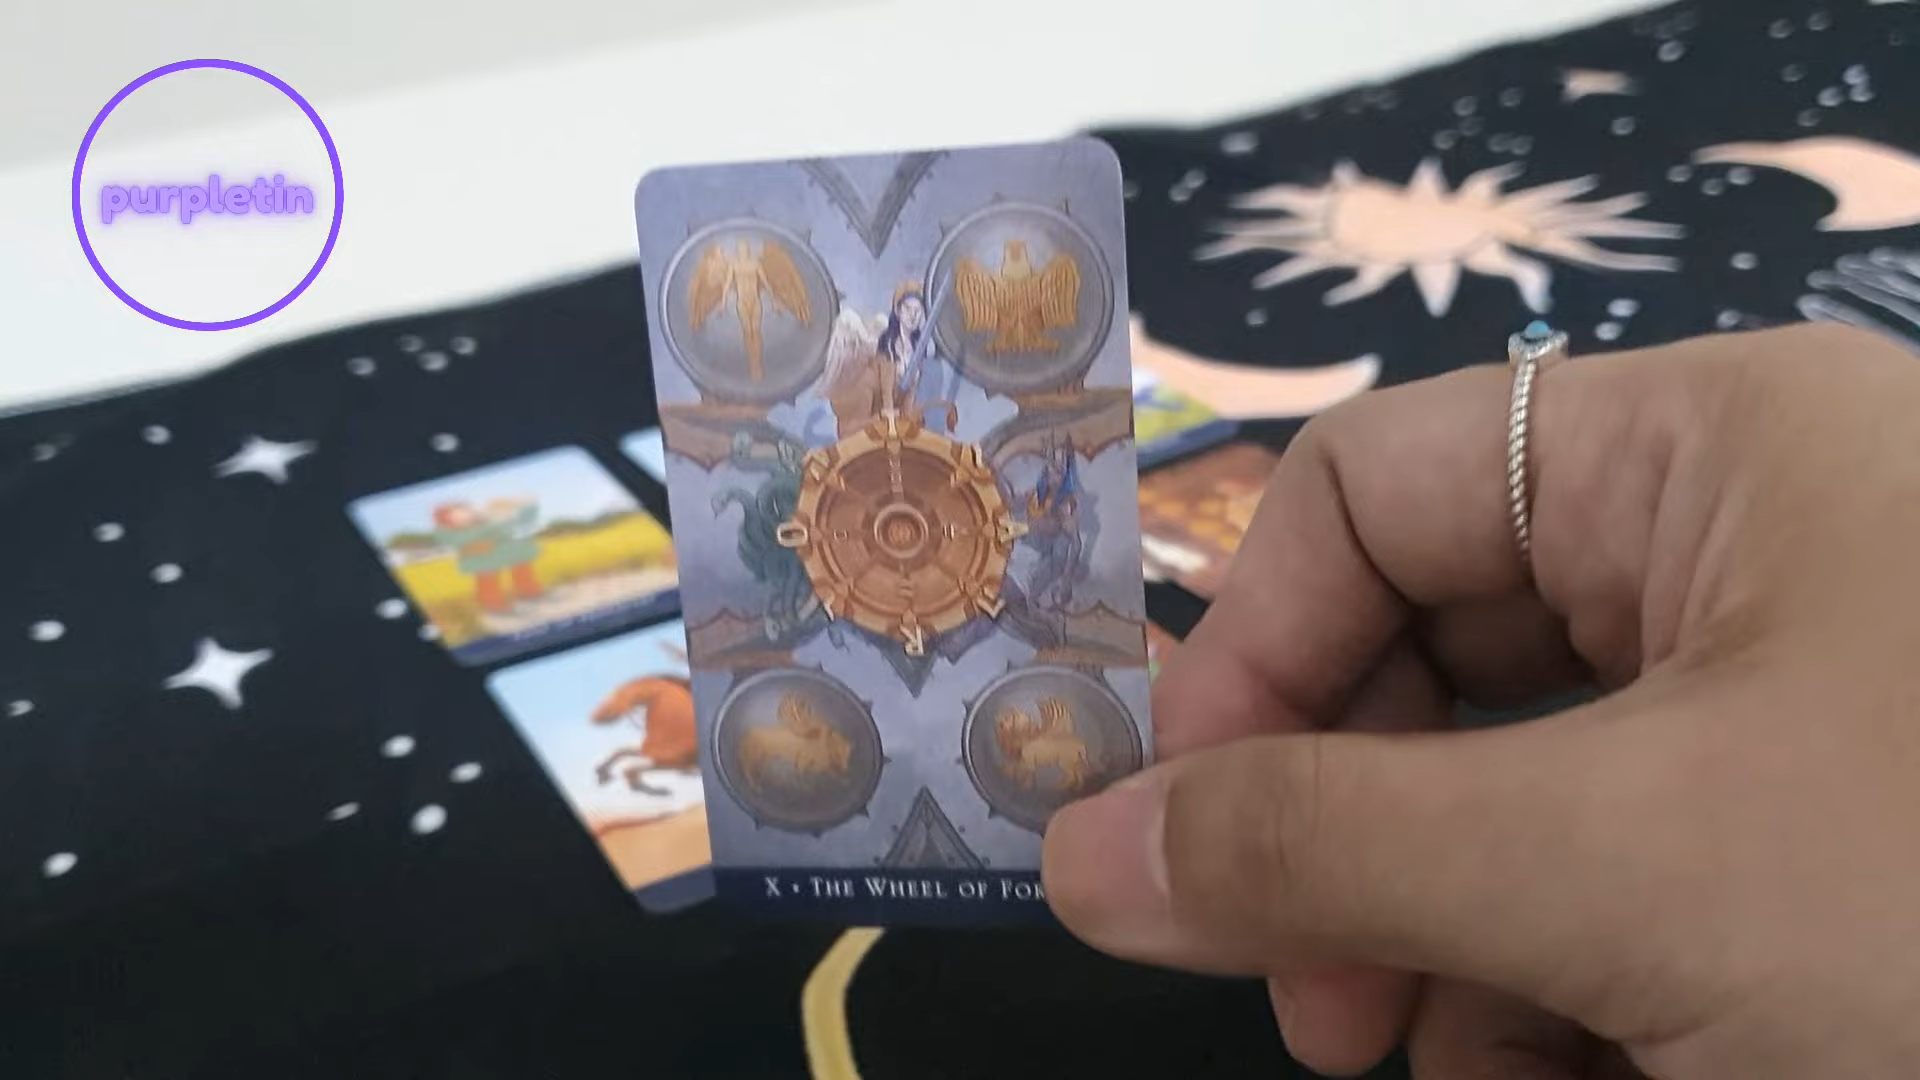 purpletin
X • THE WHEEL OF FOR